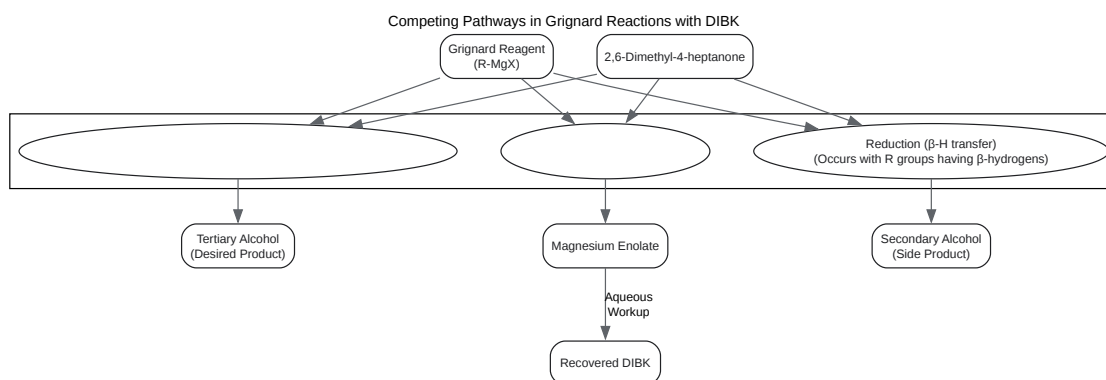 Competing Pathways in Grignard Reactions with DIBK
Grignard Reagent
(R-MgX)
2,6-Dimethyl-4-heptanone
Reduction (β-H transfer)
(Occurs with R groups having β-hydrogens)
Tertiary Alcohol
(Desired Product)
Magnesium Enolate
Secondary Alcohol
(Side Product)
Aqueous
Workup
Recovered DIBK